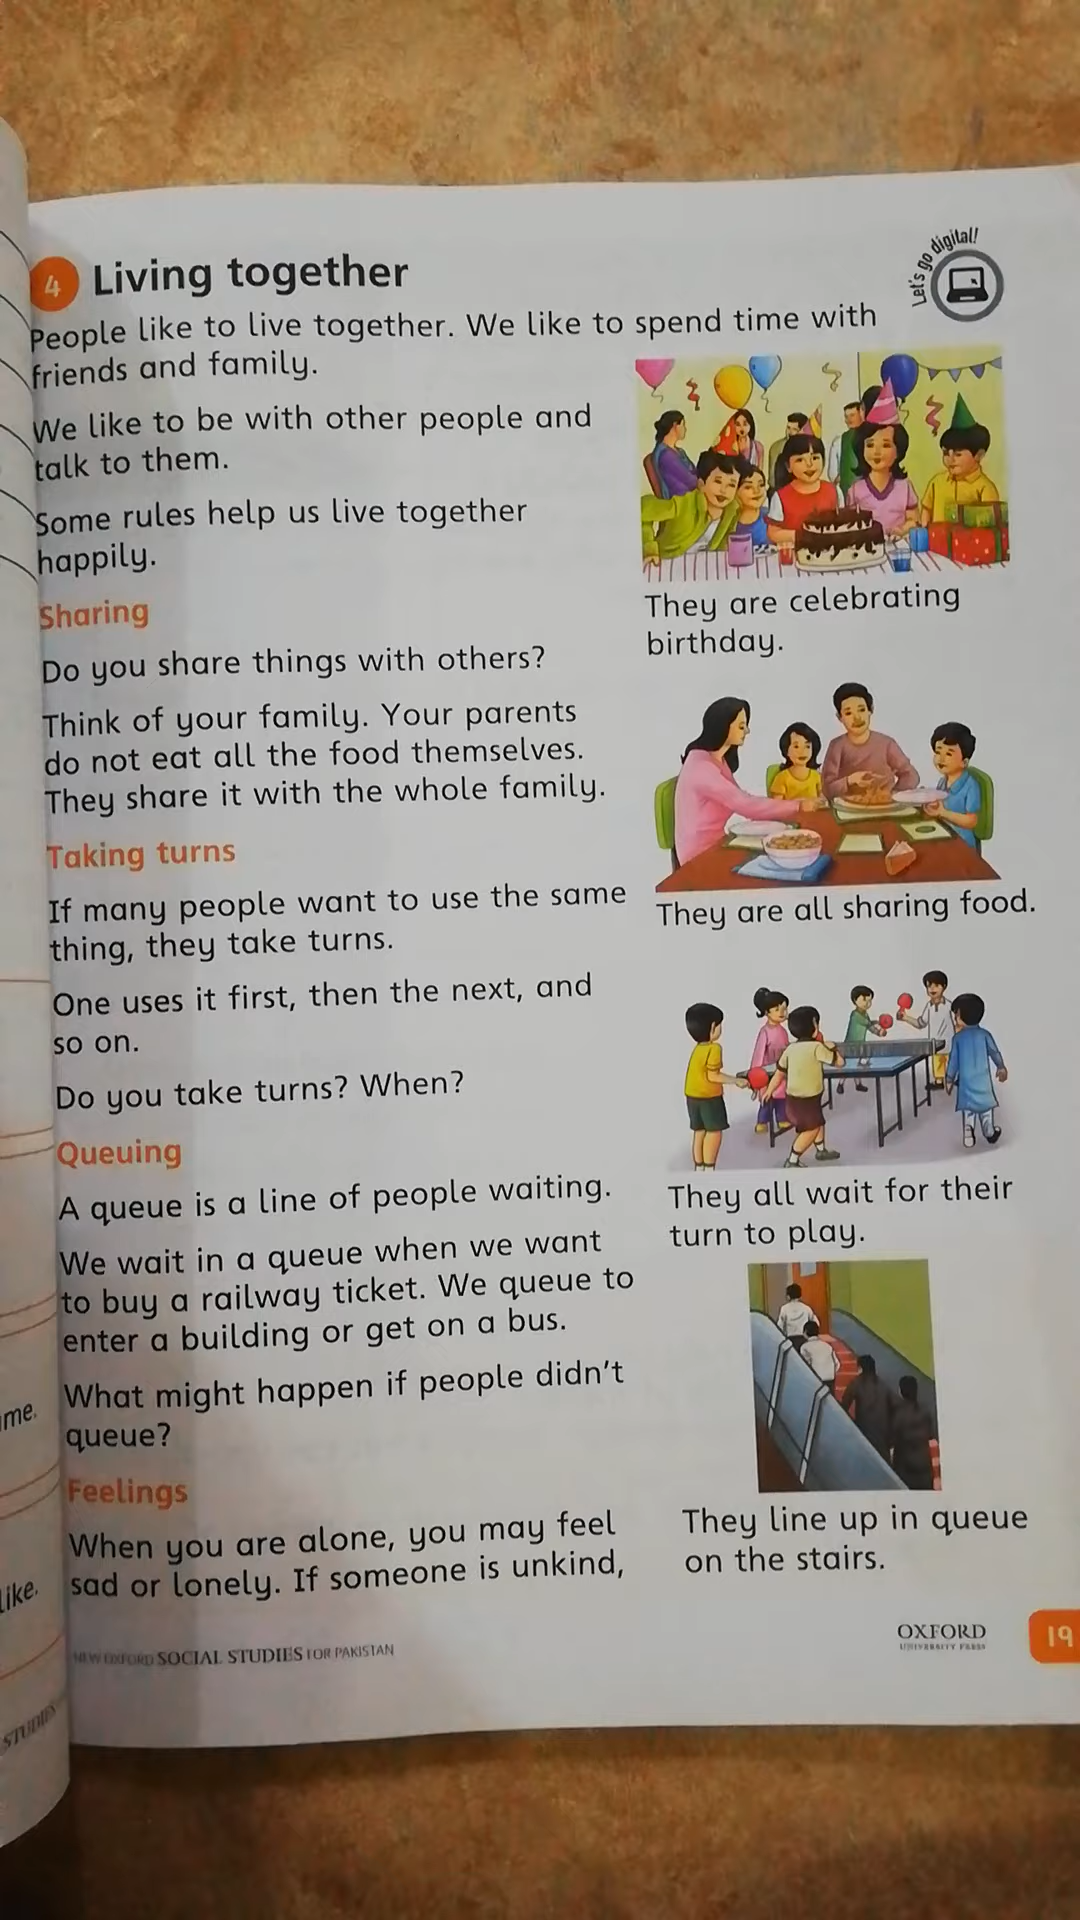 Let's go digital!
4 Living together
People like to live together. We like to spend time with
friends and family.
We like to be with other people and
talk to them.
Some rules help us live together
happily.
They are celebrating
birthday.
Sharing
Do you share things with others?
Think of your family. Your parents
do not eat all the food themselves.
They share it with the whole family.
They are all sharing food.
Taking turns
If many people want to use the same
thing, they take turns.
One uses it first, then the next, and
so on.
Do you take turns? When?
They all wait for their
turn to play.
Queuing
A queue is a line of people waiting.
We wait in a queue when we want
to buy a railway ticket. We queue to
enter a building or get on a bus.
What might happen if people didn't
queue?
They line up in queue
on the stairs.
Feelings
When you are alone, you may feel
sad or lonely. If someone is unkind,
NEW OXFORD SOCIAL STUDIES FOR PAKISTAN
OXFORD
UNIVERSITY PRESS
19
me.
like.
STUDIES